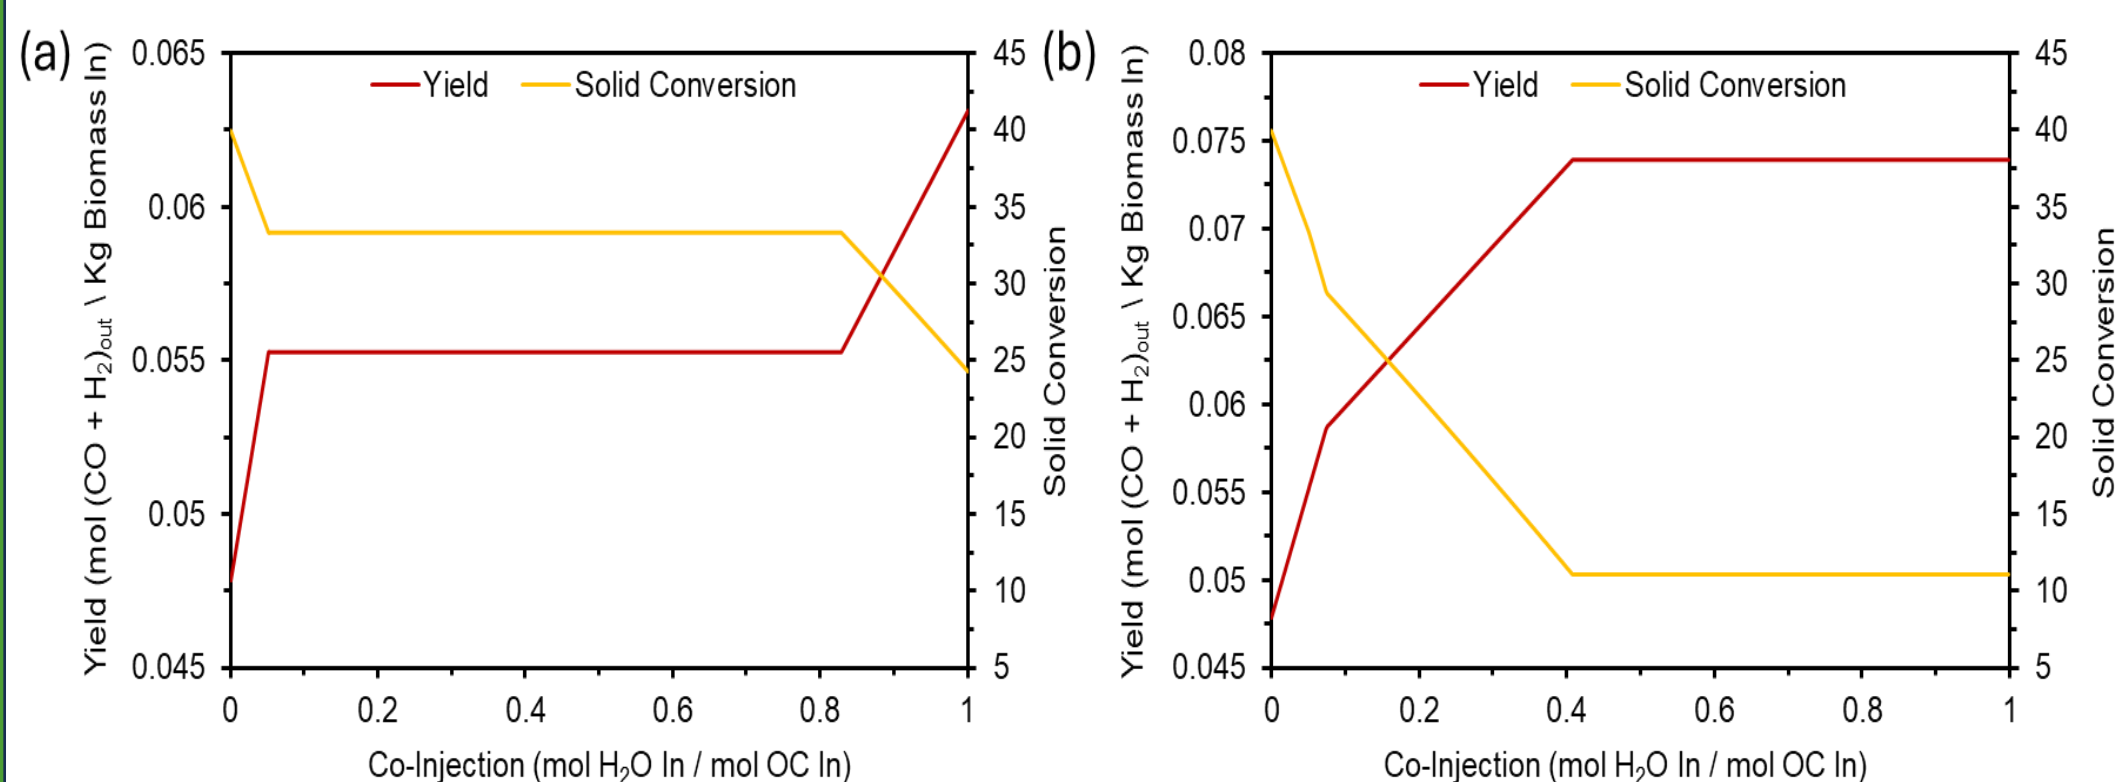 (a)
Yield (mol (CO + H₂)out \ Kg Biomass In)
0.065
0.06
0.055
0.05
0.045
Yield
Solid Conversion
45
40
35
30
25
20
15
10
5
Solid Conversion
0 0.2 0.4 0.6 0.8 1
Co-Injection (mol H₂O In / mol OC In)
(b)
Yield (mol (CO + H₂)out \ Kg Biomass In)
0.08
0.075
0.07
0.065
0.06
0.055
0.05
0.045
Yield
Solid Conversion
45
40
35
30
25
20
15
10
5
Solid Conversion
0 0.2 0.4 0.6 0.8 1
Co-Injection (mol H₂O In / mol OC In)